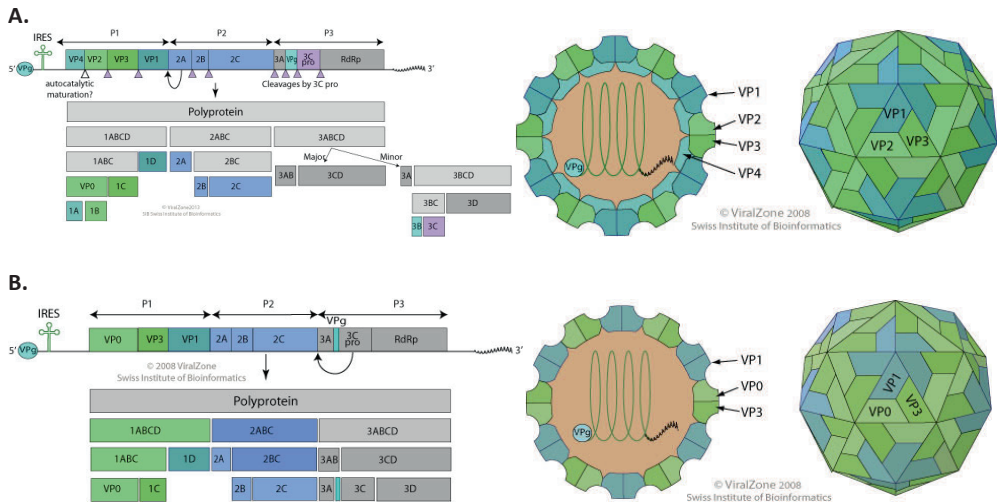 A.
IRES
P1
P2
P3
5' VPg
VP4 VP2 VP3 VP1 2A 2B 2C 3A VPg 3C pro RdRp
3'
autocatalytic
maturation?
Cleavages by 3C pro
Polyprotein
1ABCD 2ABC 3ABCD
Major Minor
1ABC 1D 2A 2BC
3AB 3CD 3A 3BCD
VP0 1C 2B 2C
3BC 3D
1A 1B
3B 3C
© ViralZone2013
SIB Swiss Institute of Bioinformatics
VPg
VP1
VP2
VP3
VP4
VP1
VP2 VP3
© ViralZone 2008
Swiss Institute of Bioinformatics
B.
IRES
P1
P2
P3
VPg
5' VPg
VP0 VP3 VP1 2A 2B 2C 3A 3C pro RdRp
3'
© 2008 ViralZone
Swiss Institute of Bioinformatics
Polyprotein
1ABCD 2ABC 3ABCD
1ABC 1D 2A 2BC 3AB 3CD
VP0 1C 2B 2C 3A 3C 3D
VPg
VP1
VP0
VP3
VP1
VP0 VP3
© ViralZone 2008
Swiss Institute of Bioinformatics